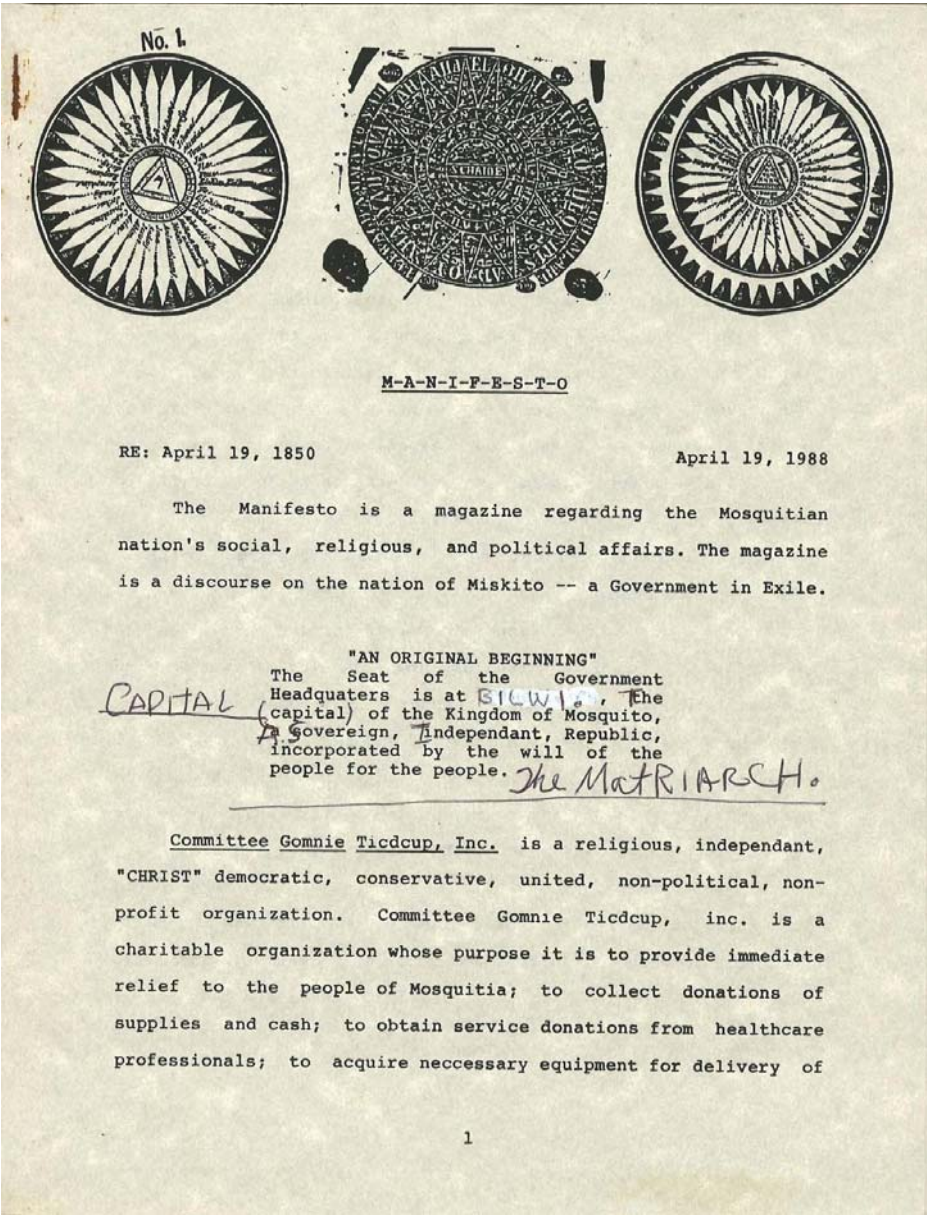 No. 1.
SCHAIDE
M-A-N-I-F-E-S-T-O
RE: April 19, 1850 April 19, 1988
The Manifesto is a magazine regarding the Mosquitian
nation's social, religious, and political affairs. The magazine
is a discourse on the nation of Miskito -- a Government in Exile.
"AN ORIGINAL BEGINNING"
The Seat of the Government
Headquaters is at BILWI. , The
CAPITAL (capital) of the Kingdom of Mosquito,
A Sovereign, Independant, Republic,
incorporated by the will of the
people for the people. The MatRIARCH.
Committee Gomnie Ticdcup, Inc. is a religious, independant,
"CHRIST" democratic, conservative, united, non-political, non-
profit organization. Committee Gomnie Ticdcup, inc. is a
charitable organization whose purpose it is to provide immediate
relief to the people of Mosquitia; to collect donations of
supplies and cash; to obtain service donations from healthcare
professionals; to acquire neccessary equipment for delivery of
1